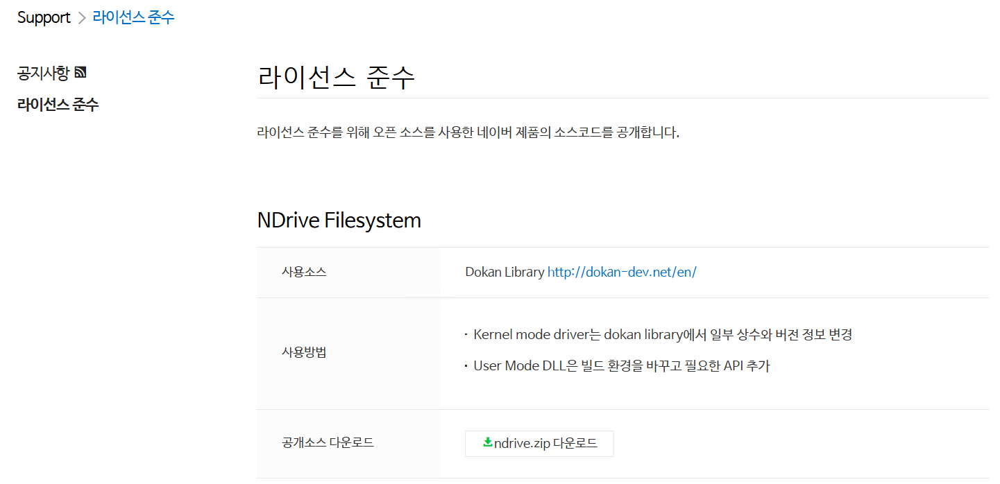 Support > 라이선스 준수
공지사항
라이선스 준수
라이선스 준수
라이선스 준수를 위해 오픈 소스를 사용한 네이버 제품의 소스코드를 공개합니다.
NDrive Filesystem
사용소스
Dokan Library http://dokan-dev.net/en/
사용방법
· Kernel mode driver는 dokan library에서 일부 상수와 버전 정보 변경
· User Mode DLL은 빌드 환경을 바꾸고 필요한 API 추가
공개소스 다운로드
ndrive.zip 다운로드